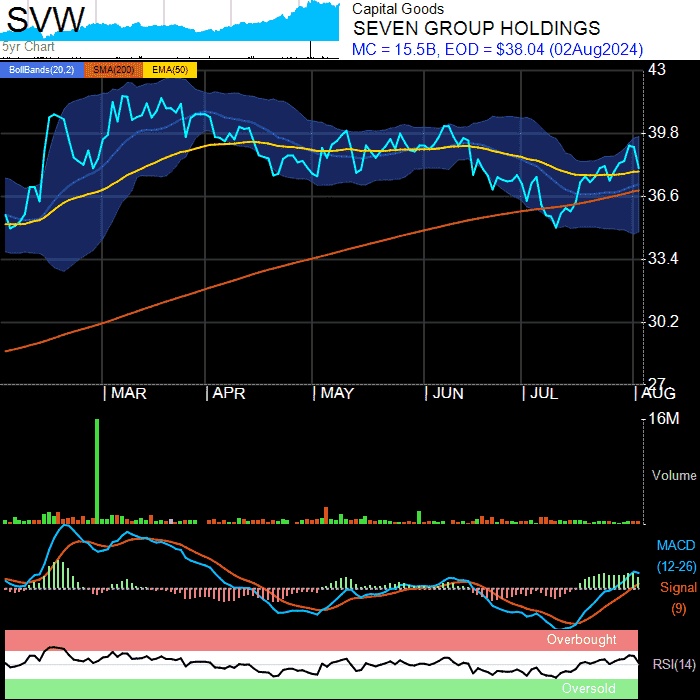 SVW
5yr Chart
Capital Goods
SEVEN GROUP HOLDINGS
MC = 15.5B, EOD = $38.04 (02Aug2024)
BollBands(20,2) SMA(200) EMA(50)
43
39.8
36.6
33.4
30.2
27
MAR APR MAY JUN JUL AUG
16M
Volume
MACD
(12-26)
Signal
(9)
Overbought
RSI(14)
Oversold